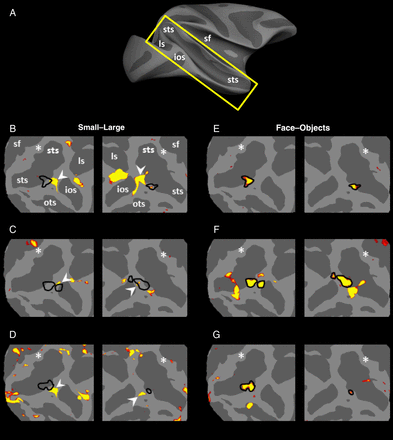 A
sts
sf
ls
ios
sts
Small–Large
Face–Objects
B
sf
*
sts
sts
ios
ots
ls
ls
sts
*
ios
sts
ots
E
*
*
C
*
*
F
*
*
D
*
*
G
*
*